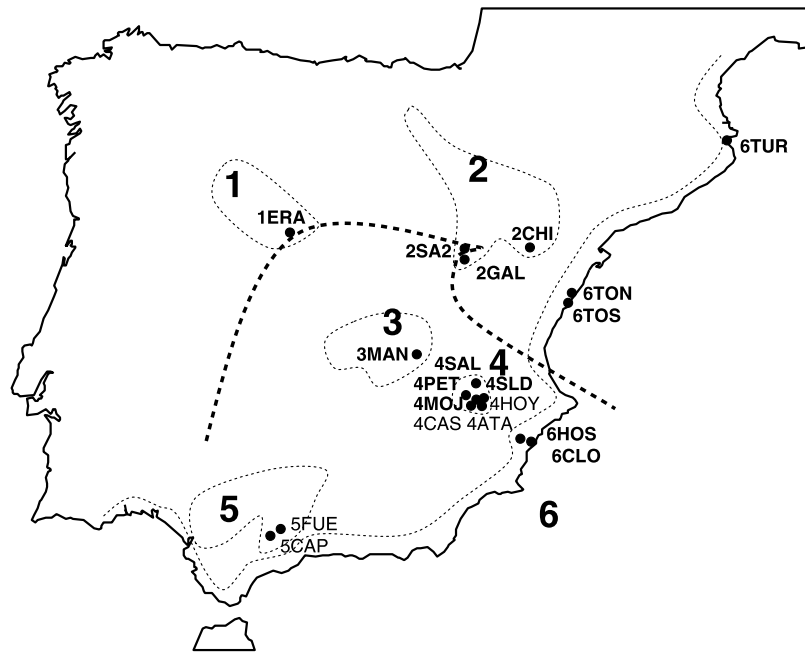 6TUR
2
1
1ERA
2CHI
2SA2
2GAL
6TON
6TOS
3
3MAN
4SAL 4
4PET 4SLD
4MOJ 4HOY
4CAS 4ATA
6HOS
6CLO
5
6
5FUE
5CAP